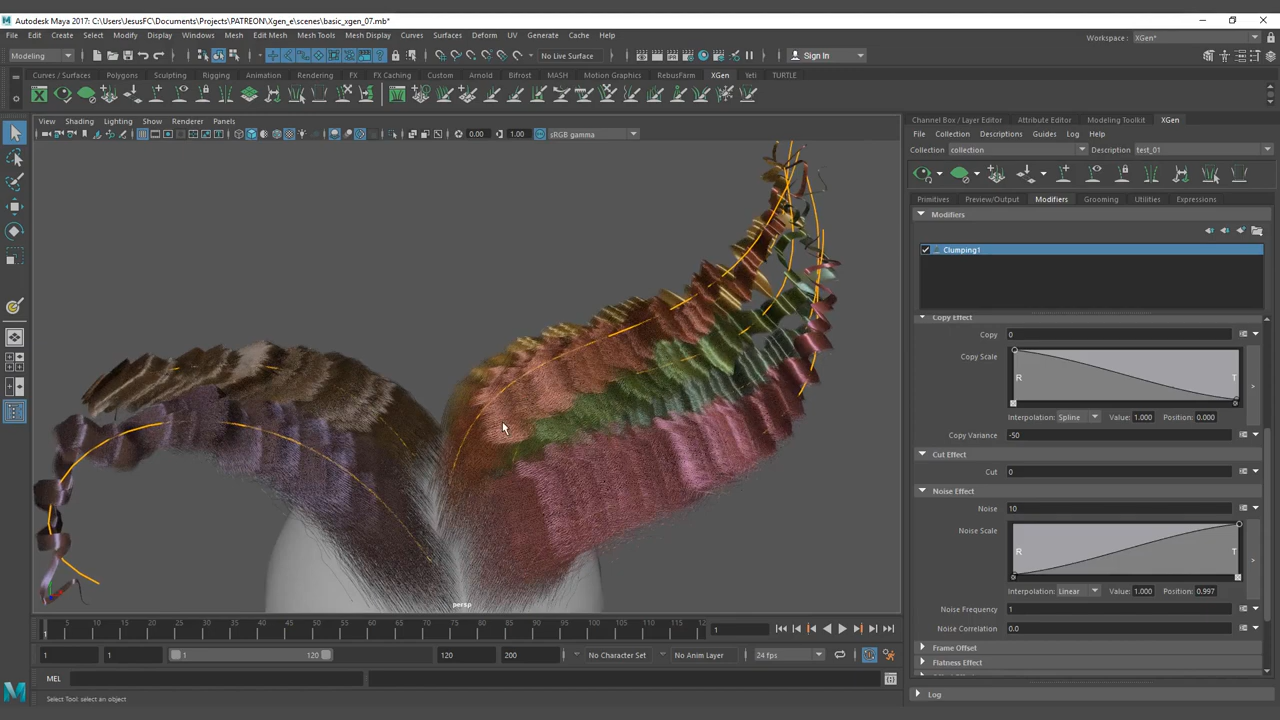 Autodesk Maya 2017: C:\Users\JesusFC\Documents\Projects\PATREON\Xgen_e\scenes\basic_xgen_07.mb*
File Edit Create Select Modify Display Windows Mesh Edit Mesh Mesh Tools Mesh Display Curves Surfaces Deform UV Generate Cache Help
Workspace : XGen*
Modeling
No Live Surface
Sign In
Curves / Surfaces Polygons Sculpting Rigging Animation Rendering FX FX Caching Custom Arnold Bifrost MASH Motion Graphics RebusFarm XGen Yeti TURTLE
View Shading Lighting Show Renderer Panels
0.00 1.00 sRGB gamma
Channel Box / Layer Editor Attribute Editor Modeling Toolkit XGen
File Collection Descriptions Guides Log Help
Collection collection Description test_01
Primitives Preview/Output Modifiers Grooming Utilities Expressions
Modifiers
Clumping1
Copy Effect
Copy 0
Copy Scale
R T
Interpolation: Spline Value: 1.000 Position: 0.000
Copy Variance -50
Cut Effect
Cut 0
Noise Effect
Noise 10
Noise Scale
R T
Interpolation: Linear Value: 1.000 Position: 0.997
Noise Frequency 1
Noise Correlation 0.0
Frame Offset
Flatness Effect
Log
persp
5 10 15 20 25 30 35 40 45 50 55 60 65 70 75 80 85 90 95 100 105 110 115 12
1
1
1 1 1 120 120 200 No Character Set No Anim Layer 24 fps
MEL
Select Tool: select an object